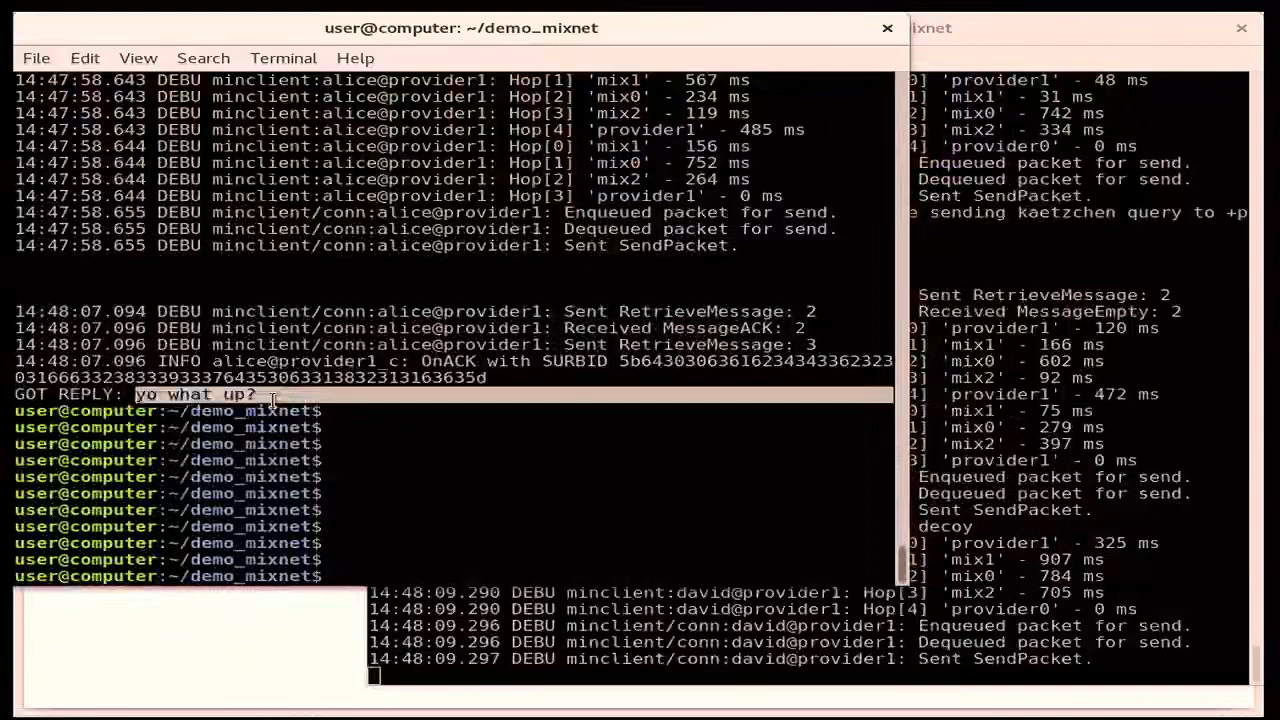 user@computer: ~/demo_mixnet
ixnet
File Edit View Search Terminal Help
14:47:58.643 DEBU minclient:alice@provider1: Hop[1] 'mix1' - 567 ms
14:47:58.643 DEBU minclient:alice@provider1: Hop[2] 'mix0' - 234 ms
14:47:58.643 DEBU minclient:alice@provider1: Hop[3] 'mix2' - 119 ms
14:47:58.643 DEBU minclient:alice@provider1: Hop[4] 'provider1' - 485 ms
14:47:58.644 DEBU minclient:alice@provider1: Hop[0] 'mix1' - 156 ms
14:47:58.644 DEBU minclient:alice@provider1: Hop[1] 'mix0' - 752 ms
14:47:58.644 DEBU minclient:alice@provider1: Hop[2] 'mix2' - 264 ms
14:47:58.644 DEBU minclient:alice@provider1: Hop[3] 'provider1' - 0 ms
14:47:58.655 DEBU minclient/conn:alice@provider1: Enqueued packet for send.
14:47:58.655 DEBU minclient/conn:alice@provider1: Dequeued packet for send.
14:47:58.655 DEBU minclient/conn:alice@provider1: Sent SendPacket.
14:48:07.094 DEBU minclient/conn:alice@provider1: Sent RetrieveMessage: 2
14:48:07.096 DEBU minclient/conn:alice@provider1: Received MessageACK: 2
14:48:07.096 DEBU minclient/conn:alice@provider1: Sent RetrieveMessage: 3
14:48:07.096 INFO alice@provider1_c: OnACK with SURBID 5b643030636162343433623230
31666332383339333764353063313832313163635d
GOT REPLY: yo what up?
user@computer:~/demo_mixnet$
user@computer:~/demo_mixnet$
user@computer:~/demo_mixnet$
user@computer:~/demo_mixnet$
user@computer:~/demo_mixnet$
user@computer:~/demo_mixnet$
user@computer:~/demo_mixnet$
user@computer:~/demo_mixnet$
user@computer:~/demo_mixnet$
user@computer:~/demo_mixnet$
user@computer:~/demo_mixnet$
0] 'provider1' - 48 ms
1] 'mix1' - 31 ms
2] 'mix0' - 742 ms
3] 'mix2' - 334 ms
4] 'provider0' - 0 ms
Enqueued packet for send.
Dequeued packet for send.
Sent SendPacket.
e sending kaetzchen query to +p
Sent RetrieveMessage: 2
Received MessageEmpty: 2
0] 'provider1' - 120 ms
1] 'mix1' - 166 ms
2] 'mix0' - 602 ms
3] 'mix2' - 92 ms
4] 'provider1' - 472 ms
0] 'mix1' - 75 ms
1] 'mix0' - 279 ms
2] 'mix2' - 397 ms
3] 'provider1' - 0 ms
Enqueued packet for send.
Dequeued packet for send.
Sent SendPacket.
decoy
0] 'provider1' - 325 ms
1] 'mix1' - 907 ms
2] 'mix0' - 784 ms
14:48:09.290 DEBU minclient:david@provider1: Hop[3] 'mix2' - 705 ms
14:48:09.290 DEBU minclient:david@provider1: Hop[4] 'provider0' - 0 ms
14:48:09.296 DEBU minclient/conn:david@provider1: Enqueued packet for send.
14:48:09.296 DEBU minclient/conn:david@provider1: Dequeued packet for send.
14:48:09.297 DEBU minclient/conn:david@provider1: Sent SendPacket.